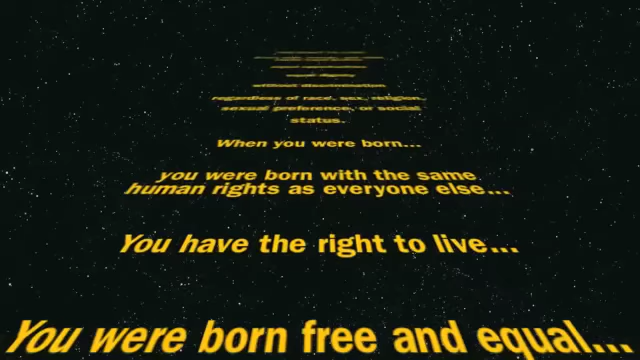 equal dignity
without discrimination
regardless of race, sex, religion,
sexual preference, or social
status.
When you were born...
you were born with the same
human rights as everyone else...
You have the right to live...
You were born free and equal...